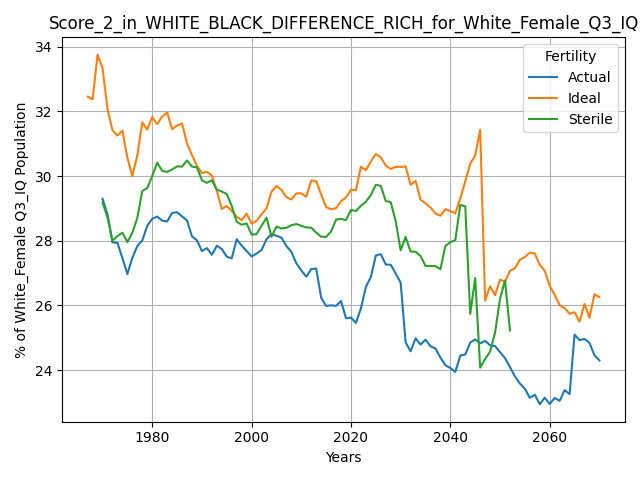 Score_2_in_WHITE_BLACK_DIFFERENCE_RICH_for_White_Female_Q3_IQ
Fertility
Actual
Ideal
Sterile
% of White_Female Q3_IQ Population
34
32
30
28
26
24
1980
2000
2020
2040
2060
Years